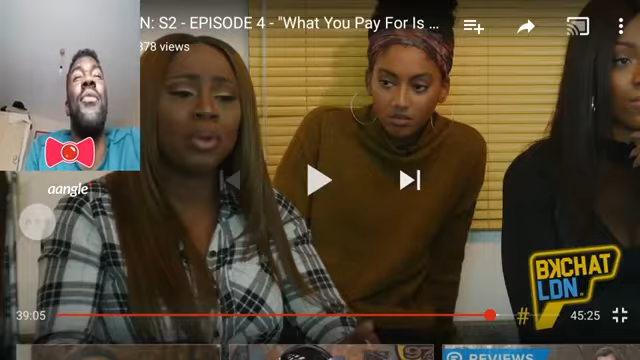 N: S2 - EPISODE 4 - "What You Pay For Is ...
378 views
aangle
BKCHAT
LDN.
39:05
#
45:25
REVIEWS